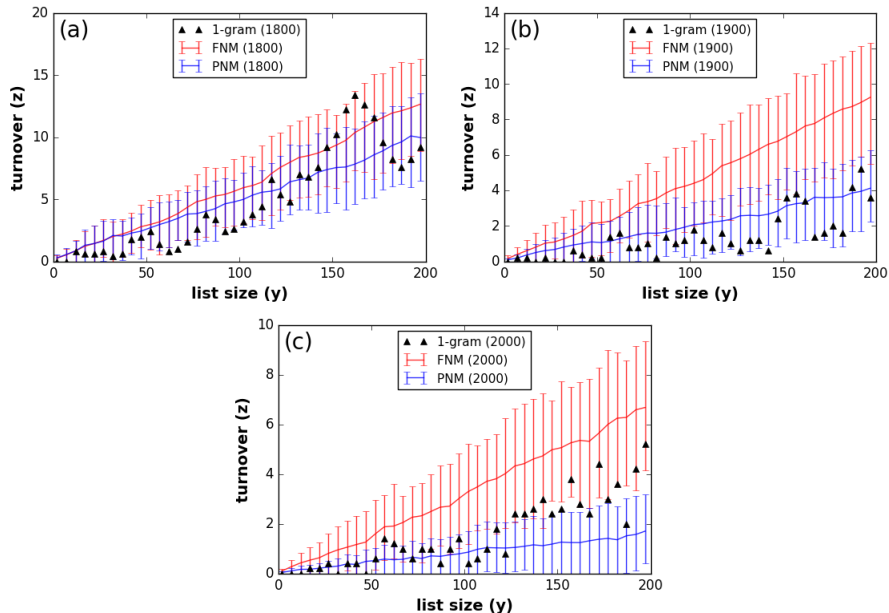 (a)
1-gram (1800)
FNM (1800)
PNM (1800)
20
15
10
5
0
turnover (z)
0 50 100 150 200
list size (y)
(b)
1-gram (1900)
FNM (1900)
PNM (1900)
14
12
10
8
6
4
2
0
turnover (z)
0 50 100 150 200
list size (y)
(c)
1-gram (2000)
FNM (2000)
PNM (2000)
10
8
6
4
2
0
turnover (z)
0 50 100 150 200
list size (y)